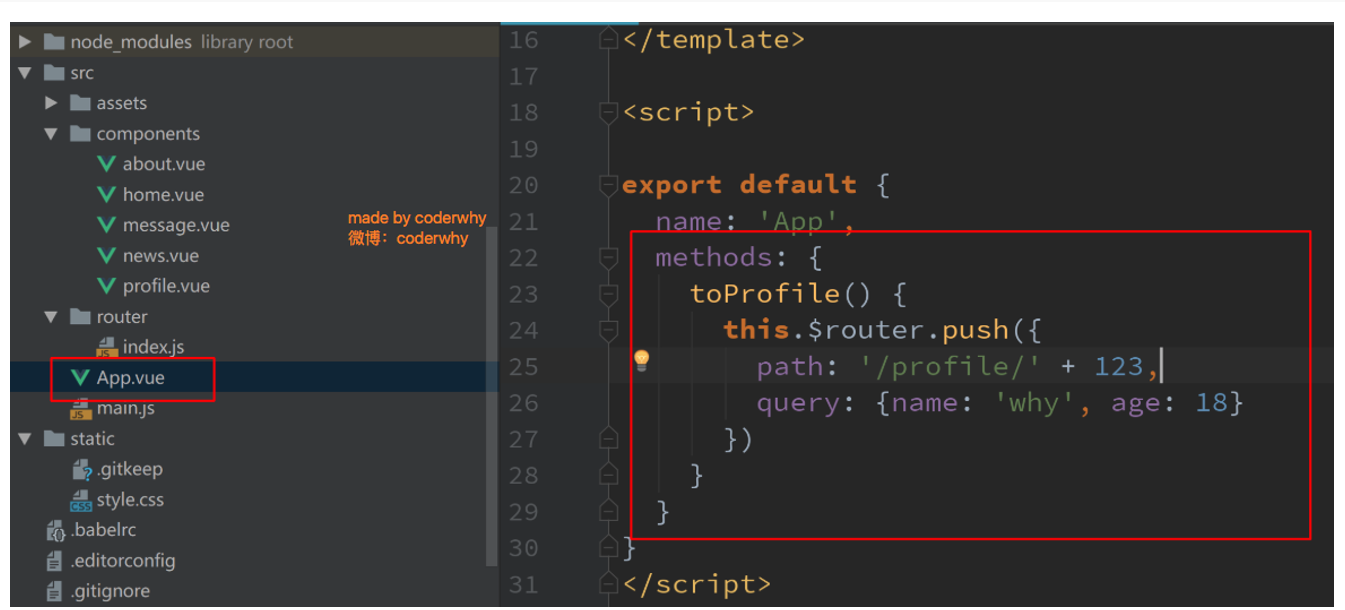 node_modules library root
src
assets
components
about.vue
home.vue
message.vue
news.vue
profile.vue
router
index.js
App.vue
main.js
static
.gitkeep
style.css
.babelrc
.editorconfig
.gitignore
made by coderwhy
微博：coderwhy
16 </template>
17
18 <script>
19
20 export default {
21 name: 'App',
22 methods: {
23 toProfile() {
24 this.$router.push({
25 path: '/profile/' + 123,
26 query: {name: 'why', age: 18}
27 })
28 }
29 }
30 }
31 </script>